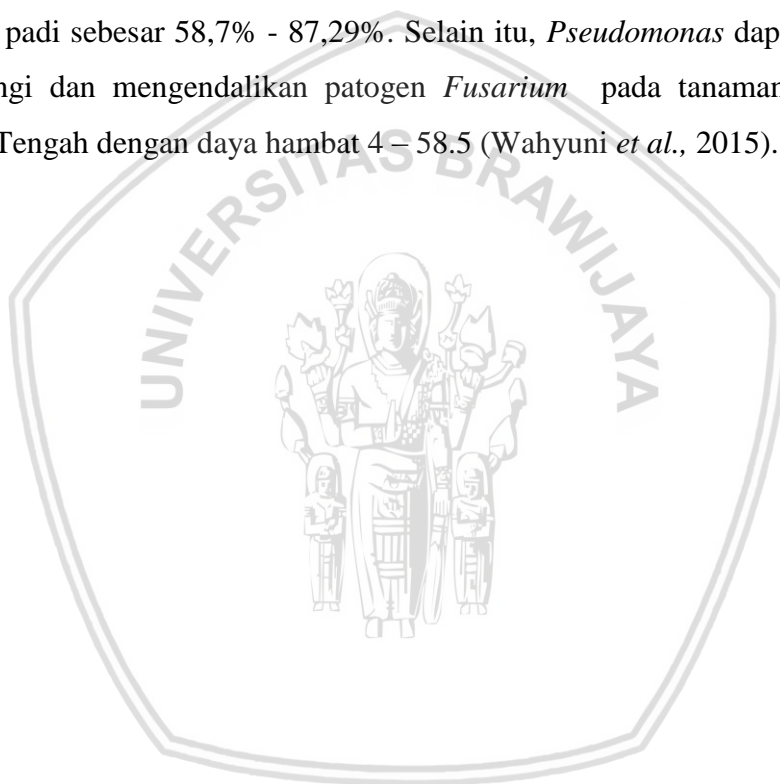 padi sebesar 58,7% - 87,29%. Selain itu, Pseudomonas dap
ngi dan mengendalikan patogen Fusarium pada tanaman
Tengah dengan daya hambat 4 – 58.5 (Wahyuni et al., 2015).
UNIVERSITAS BRAWIJAYA